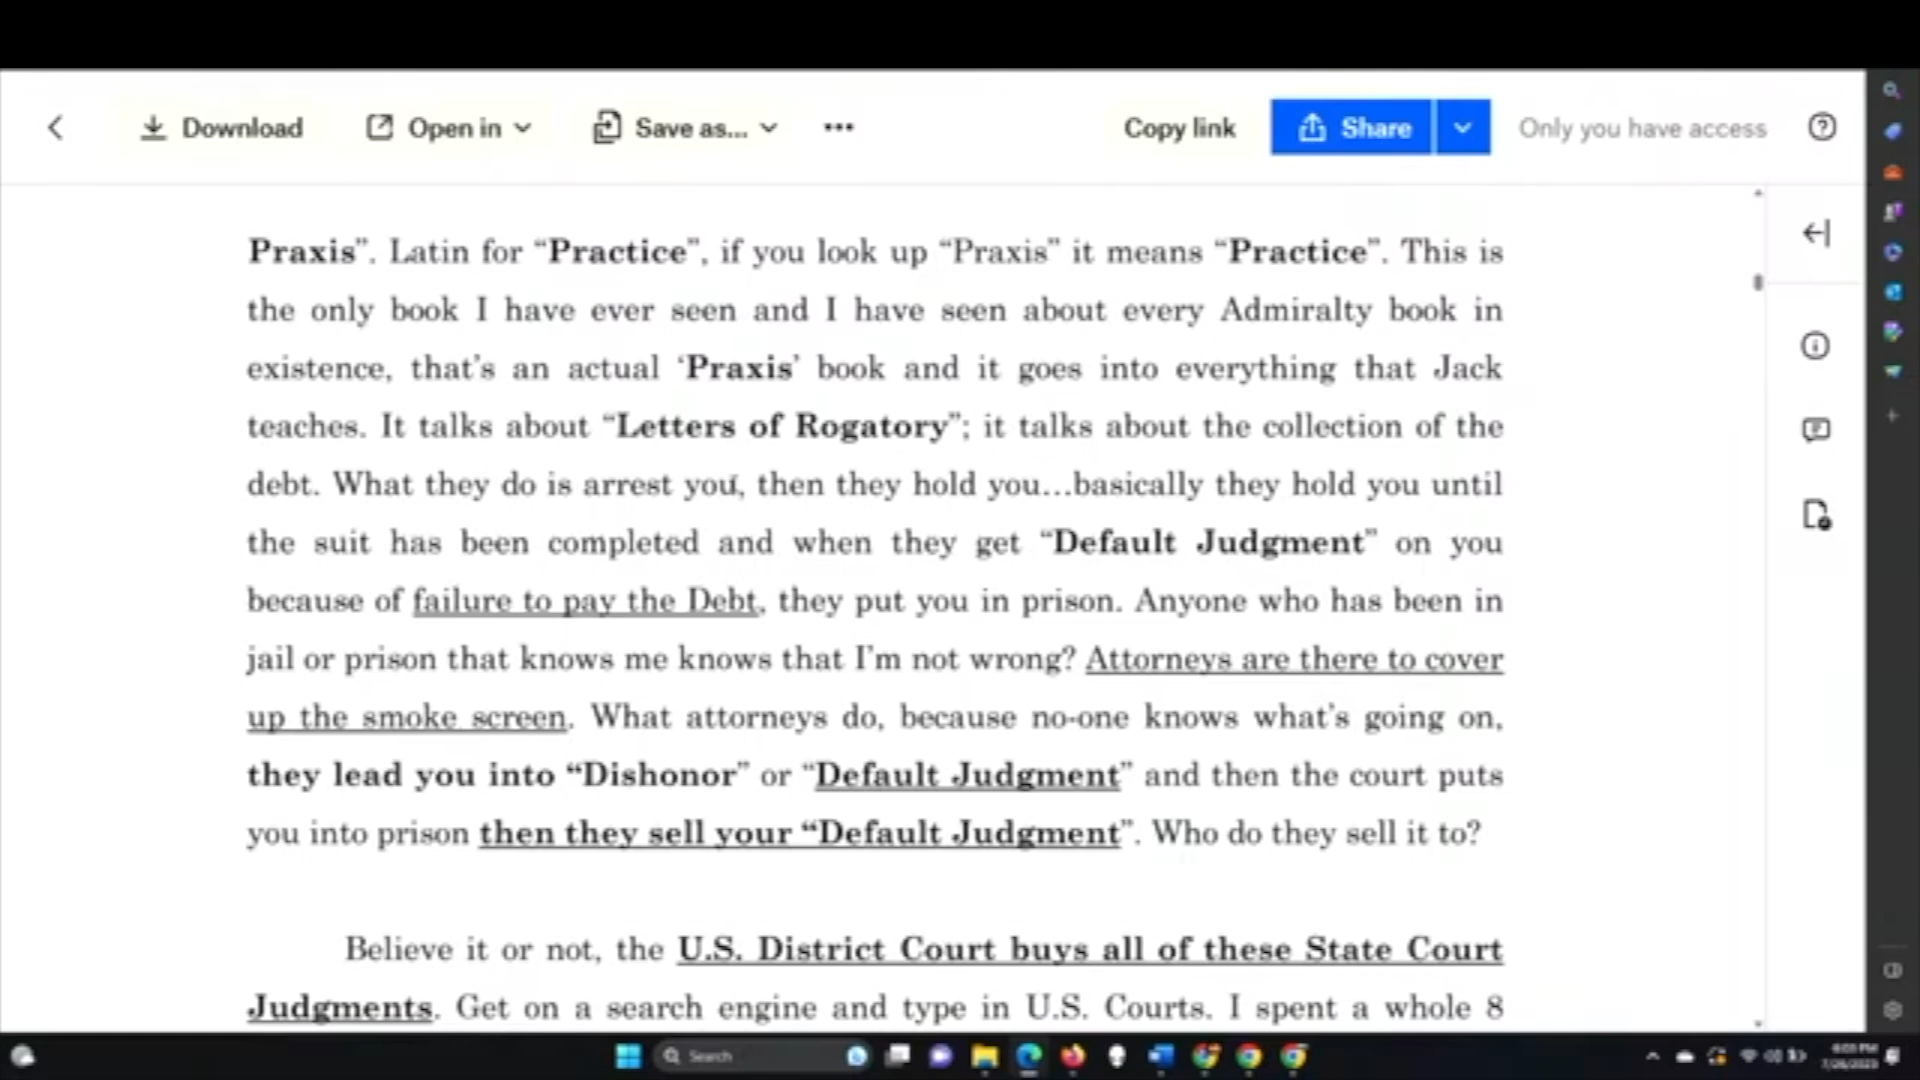 Download
Open in
Save as...
Copy link
Share
Only you have access
Praxis”. Latin for “Practice”, if you look up “Praxis” it means “Practice”. This is
the only book I have ever seen and I have seen about every Admiralty book in
existence, that’s an actual ‘Praxis’ book and it goes into everything that Jack
teaches. It talks about “Letters of Rogatory”; it talks about the collection of the
debt. What they do is arrest you, then they hold you…basically they hold you until
the suit has been completed and when they get “Default Judgment” on you
because of failure to pay the Debt, they put you in prison. Anyone who has been in
jail or prison that knows me knows that I’m not wrong? Attorneys are there to cover
up the smoke screen. What attorneys do, because no-one knows what’s going on,
they lead you into “Dishonor” or “Default Judgment” and then the court puts
you into prison then they sell your “Default Judgment”. Who do they sell it to?
Believe it or not, the U.S. District Court buys all of these State Court
Judgments. Get on a search engine and type in U.S. Courts. I spent a whole 8
Search